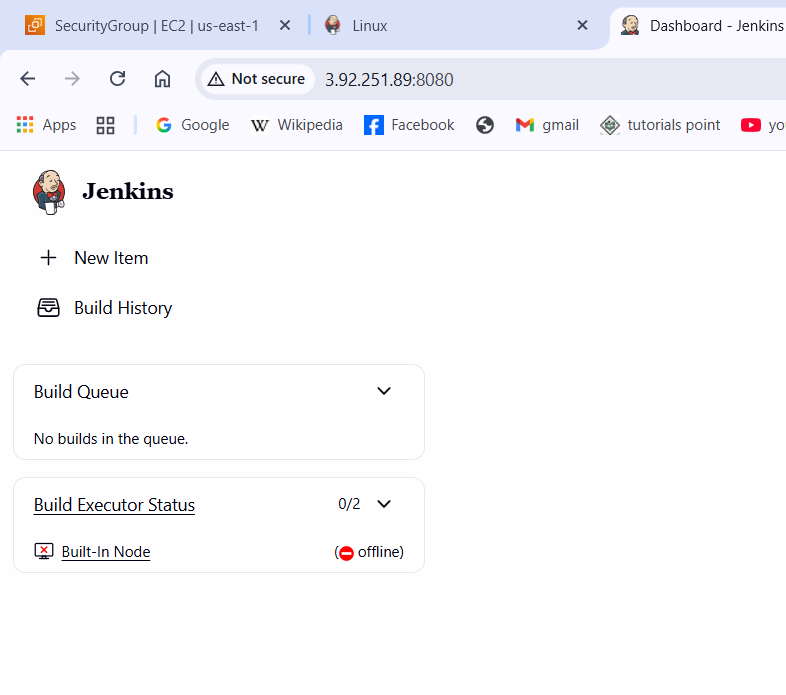 SecurityGroup | EC2 | us-east-1
Linux
Dashboard - Jenkins
Not secure 3.92.251.89:8080
Apps Google Wikipedia Facebook gmail tutorials point yo
Jenkins
New Item
Build History
Build Queue
No builds in the queue.
Build Executor Status 0/2
Built-In Node (offline)